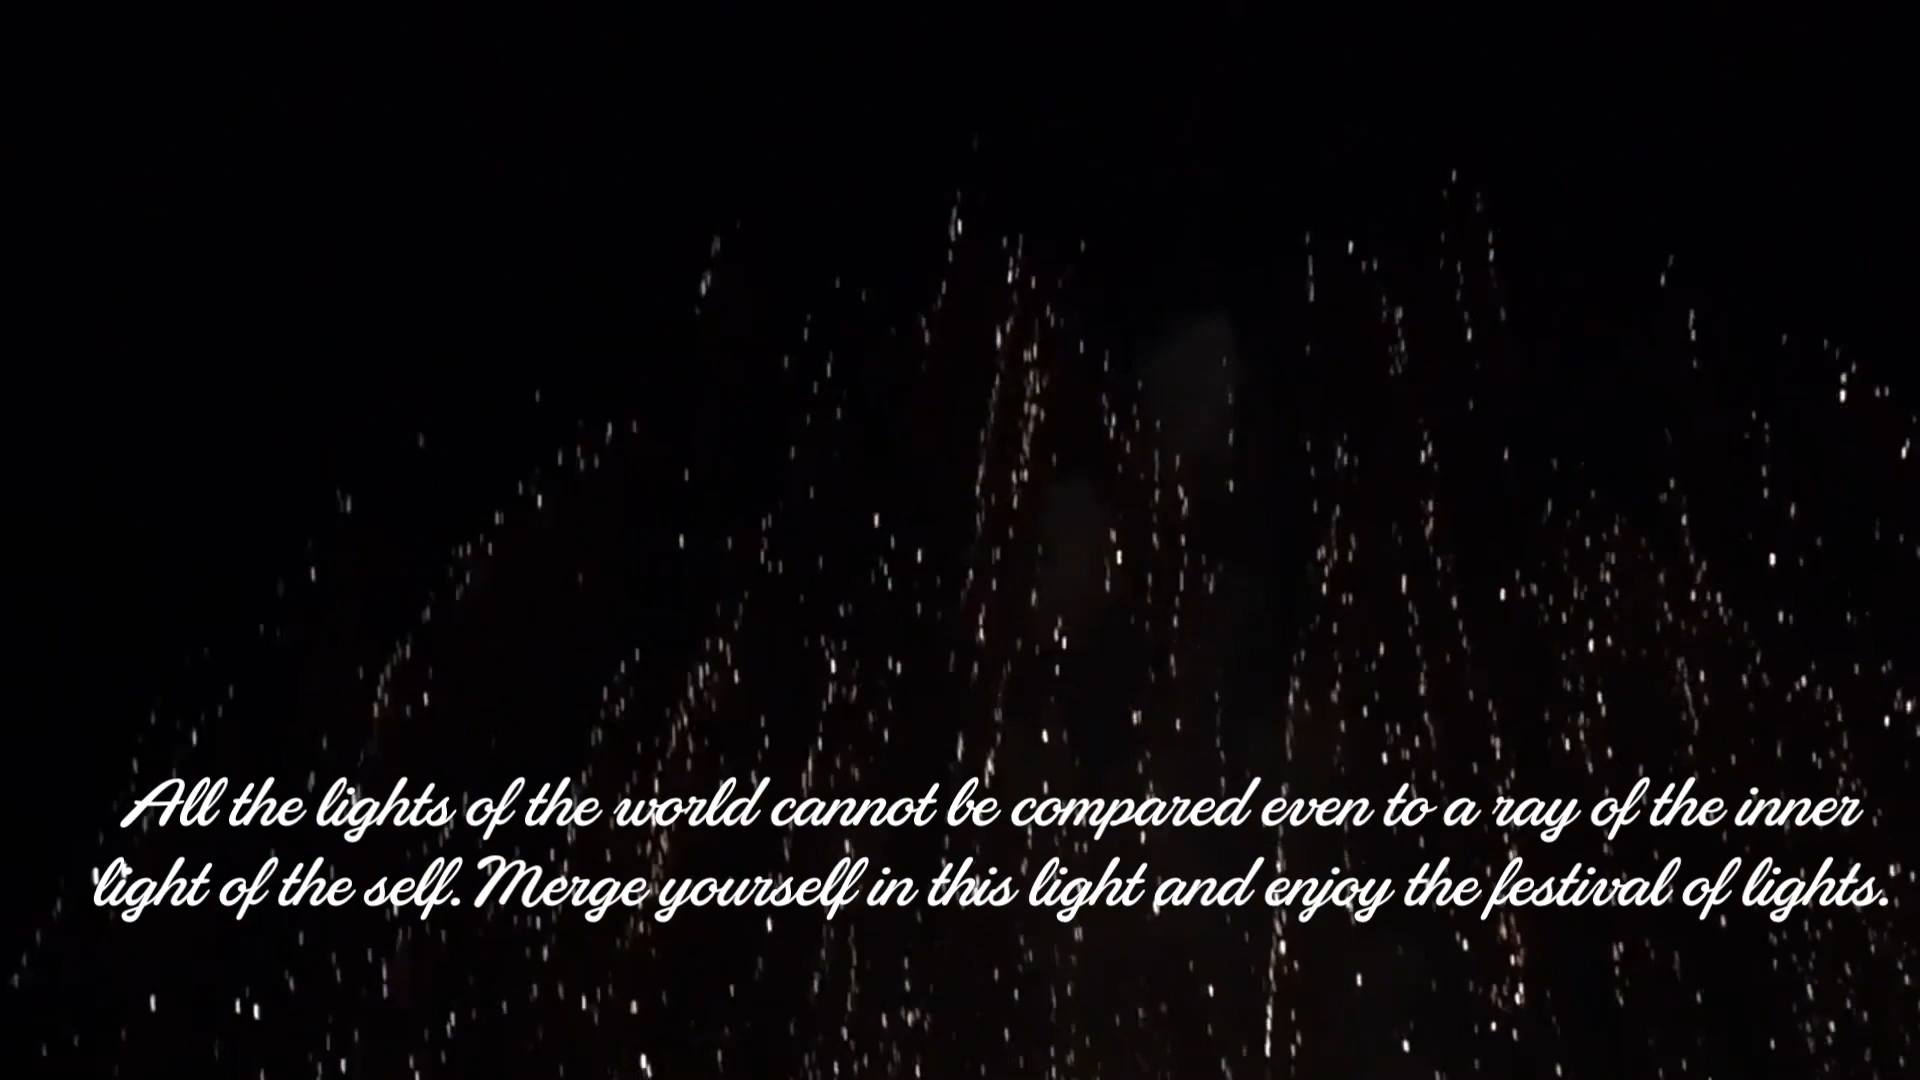 All the lights of the world cannot be compared even to a ray of the inner
light of the self. Merge yourself in this light and enjoy the festival of lights.